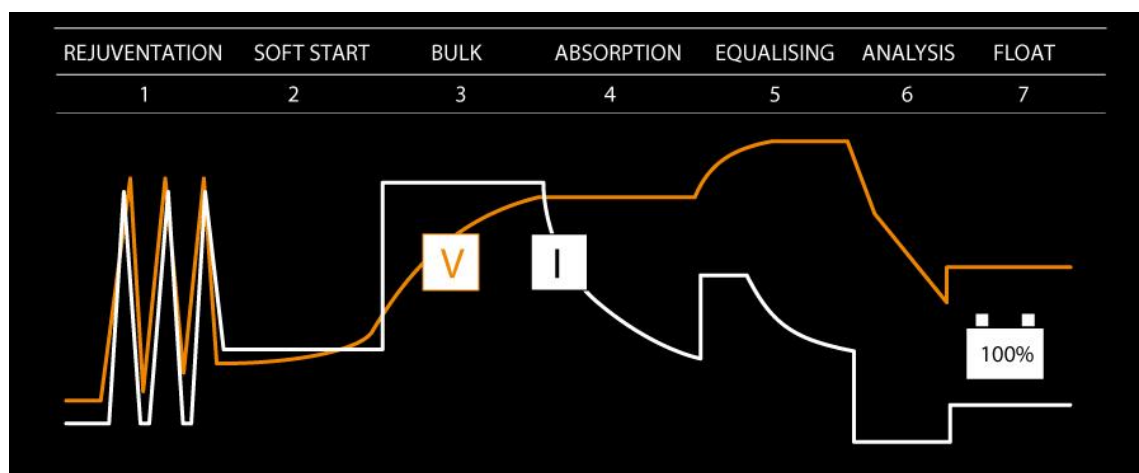 REJUVENTATION SOFT START BULK ABSORPTION EQUALISING ANALYSIS FLOAT
1 2 3 4 5 6 7
V I
100%